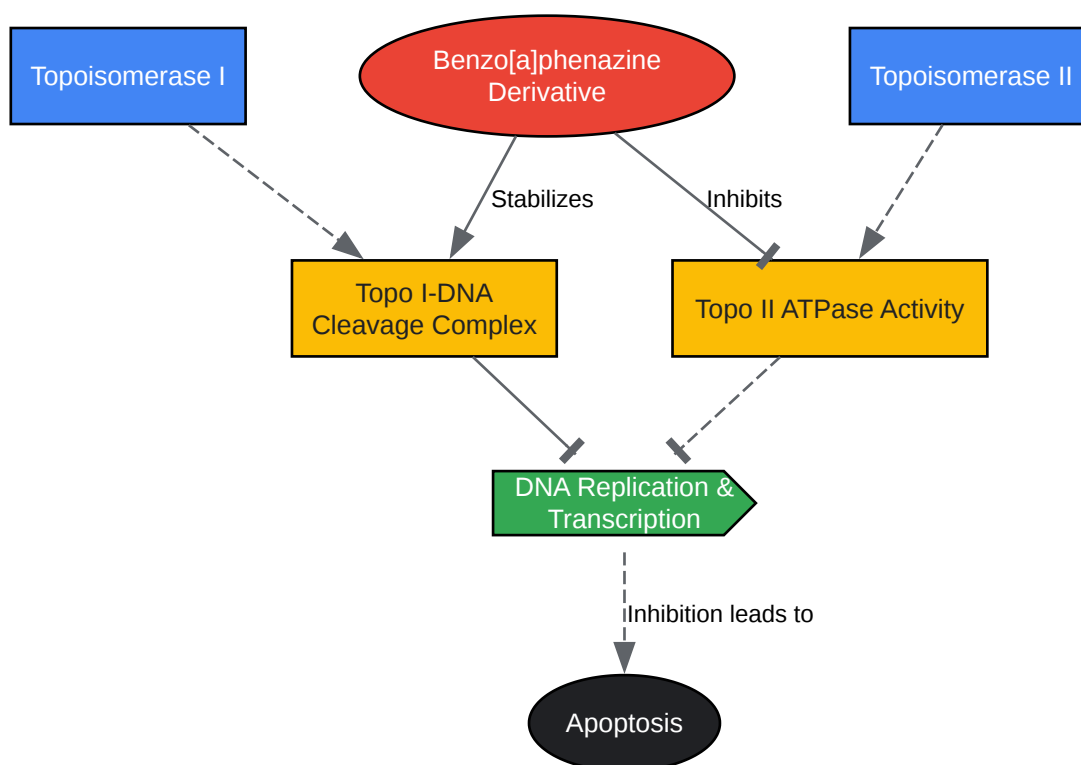 Topoisomerase I
Benzo[a]phenazine
Derivative
Topoisomerase II
Stabilizes
Inhibits
Topo I-DNA
Cleavage Complex
Topo II ATPase Activity
DNA Replication &
Transcription
Inhibition leads to
Apoptosis